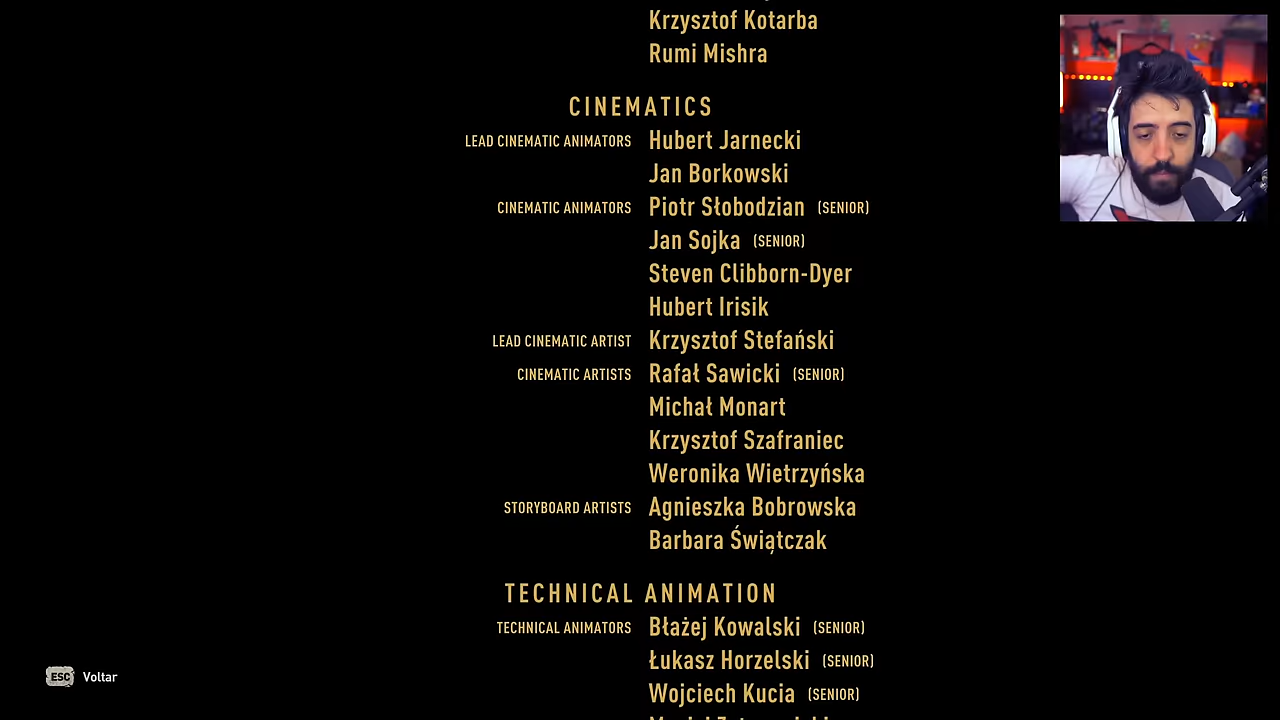 Krzysztof Kotarba
Rumi Mishra
CINEMATICS
LEAD CINEMATIC ANIMATORS Hubert Jarnecki
Jan Borkowski
CINEMATIC ANIMATORS Piotr Słobodzian (SENIOR)
Jan Sojka (SENIOR)
Steven Clibborn-Dyer
Hubert Irisik
LEAD CINEMATIC ARTIST Krzysztof Stefański
CINEMATIC ARTISTS Rafał Sawicki (SENIOR)
Michał Monart
Krzysztof Szafraniec
Weronika Wietrzyńska
STORYBOARD ARTISTS Agnieszka Bobrowska
Barbara Świątczak
TECHNICAL ANIMATION
TECHNICAL ANIMATORS Błażej Kowalski (SENIOR)
Łukasz Horzelski (SENIOR)
Wojciech Kucia (SENIOR)
ESC Voltar